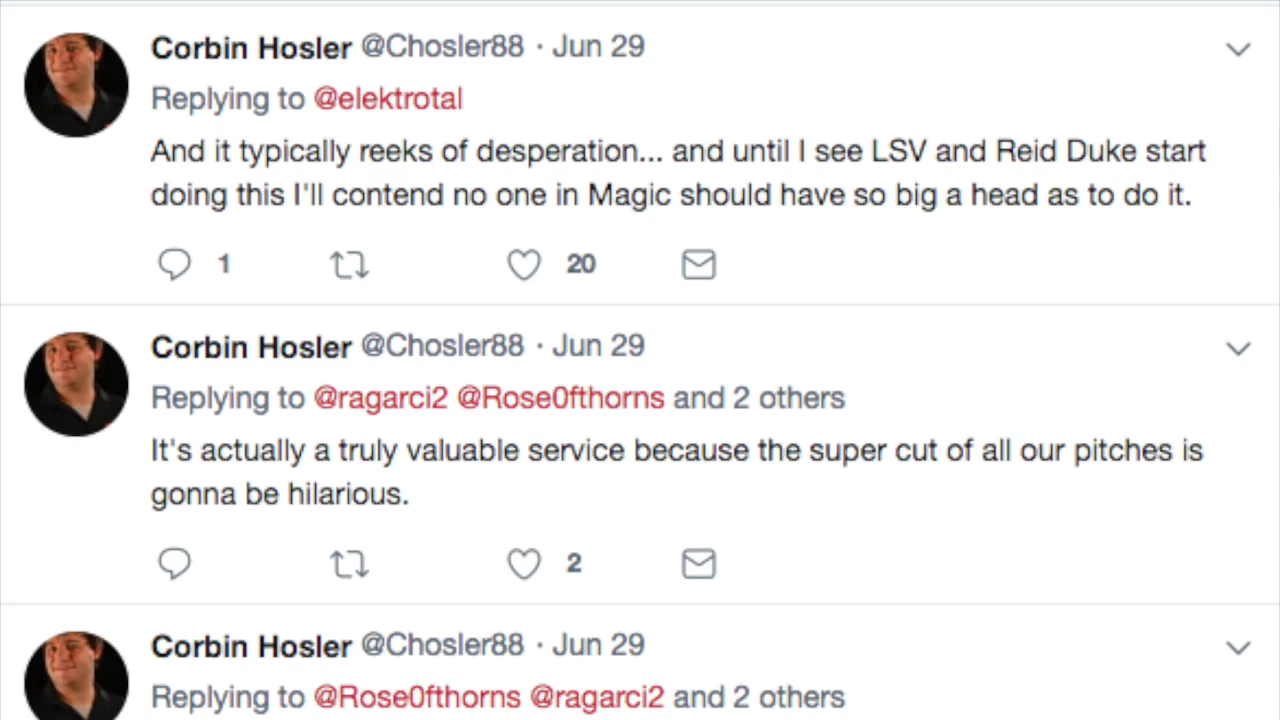 Corbin Hosler @Chosler88 · Jun 29
Replying to @elektrotal
And it typically reeks of desperation... and until I see LSV and Reid Duke start
doing this I'll contend no one in Magic should have so big a head as to do it.
1 20
Corbin Hosler @Chosler88 · Jun 29
Replying to @ragarci2 @Rose0fthorns and 2 others
It's actually a truly valuable service because the super cut of all our pitches is
gonna be hilarious.
2
Corbin Hosler @Chosler88 · Jun 29
Replying to @Rose0fthorns @ragarci2 and 2 others